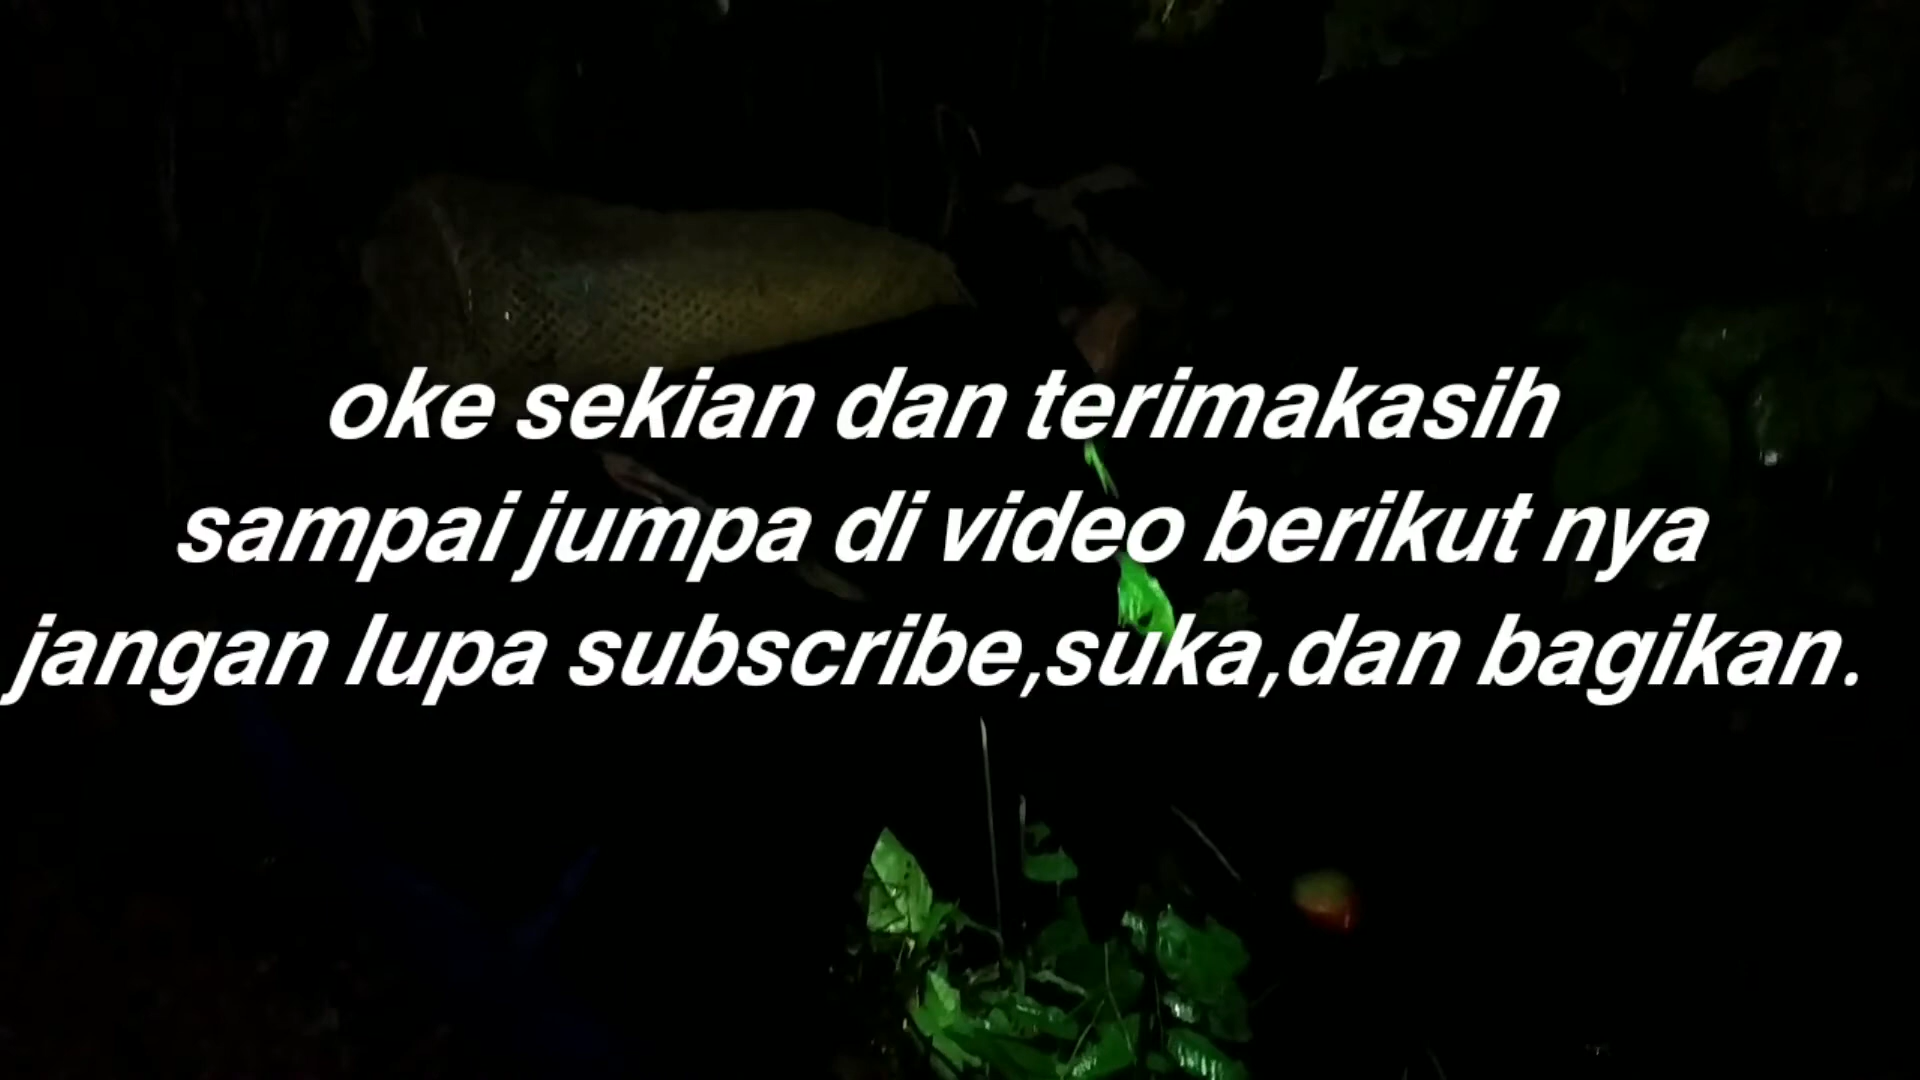 oke sekian dan terimakasih
sampai jumpa di video berikut nya
jangan lupa subscribe,suka,dan bagikan.